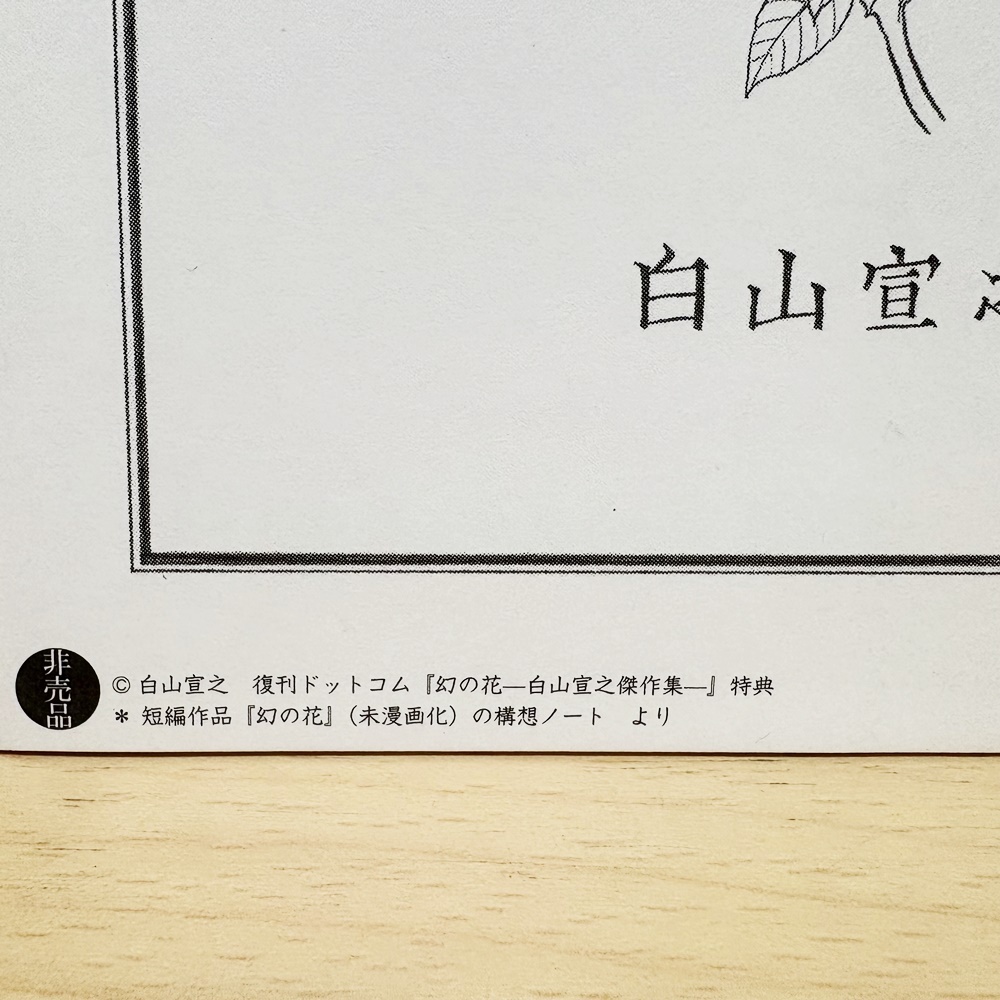 白山宣之
非売品
© 白山宣之　復刊ドットコム『幻の花―白山宣之傑作集―』特典
＊ 短編作品『幻の花』（未漫画化）の構想ノート　より